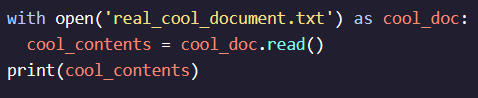 with open('real_cool_document.txt') as cool_doc:
  cool_contents = cool_doc.read()
print(cool_contents)